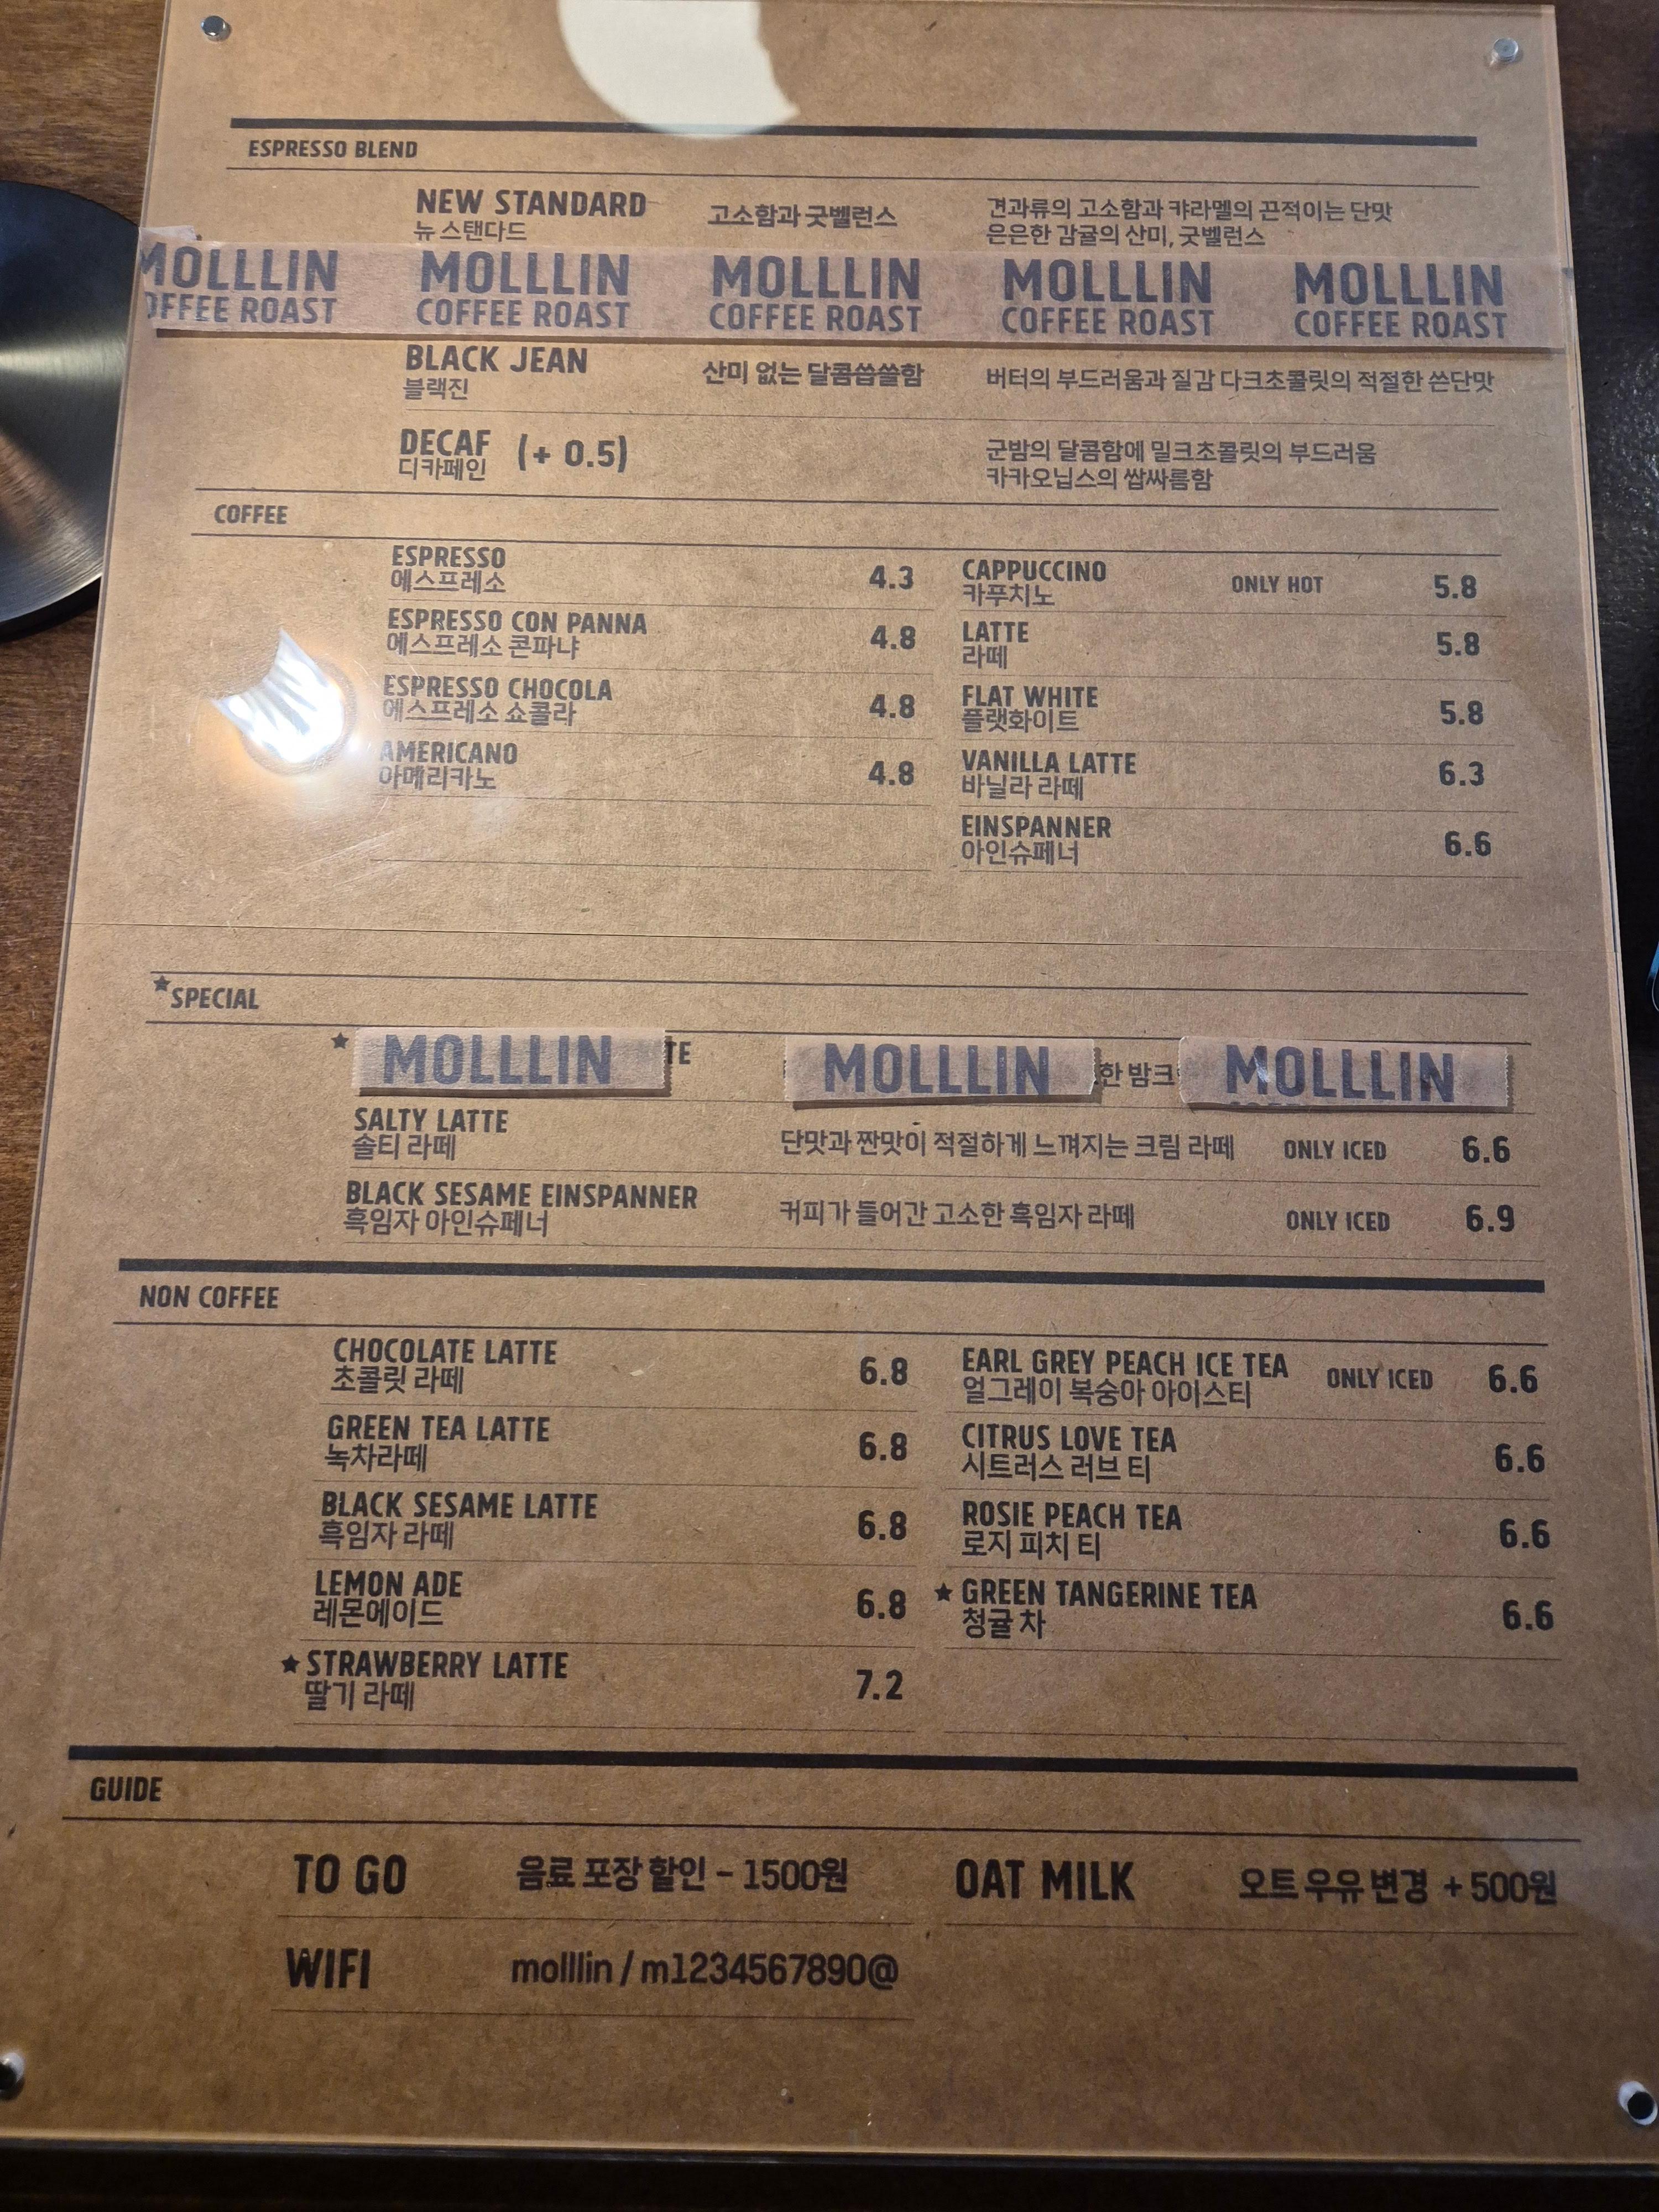 ESPRESSO BLEND
NEW STANDARD
뉴 스탠다드
고소함과 굿벨런스
견과류의 고소함과 캬라멜의 끈적이는 단맛
은은한 감귤의 산미, 굿벨런스
MOLLLIN MOLLLIN MOLLLIN MOLLLIN MOLLLIN
OFFEE ROAST COFFEE ROAST COFFEE ROAST COFFEE ROAST COFFEE ROAST
BLACK JEAN
블랙진
산미 없는 달콤씁쓸함
버터의 부드러움과 질감 다크초콜릿의 적절한 쓴단맛
DECAF (+ 0.5)
디카페인
군밤의 달콤함에 밀크초콜릿의 부드러움
카카오닙스의 쌉싸름함
COFFEE
ESPRESSO 4.3
에스프레소
ESPRESSO CON PANNA 4.8
에스프레소 콘파냐
ESPRESSO CHOCOLA 4.8
에스프레소 쇼콜라
AMERICANO 4.8
아메리카노
CAPPUCCINO ONLY HOT 5.8
카푸치노
LATTE 5.8
라떼
FLAT WHITE 5.8
플랫화이트
VANILLA LATTE 6.3
바닐라 라떼
EINSPANNER 6.6
아인슈페너
★SPECIAL
★ MOLLLIN TE MOLLLIN 한 밤크 MOLLLIN
SALTY LATTE
솔티 라떼
단맛과 짠맛이 적절하게 느껴지는 크림 라떼 ONLY ICED 6.6
BLACK SESAME EINSPANNER
흑임자 아인슈페너
커피가 들어간 고소한 흑임자 라떼 ONLY ICED 6.9
NON COFFEE
CHOCOLATE LATTE 6.8
초콜릿 라떼
GREEN TEA LATTE 6.8
녹차라떼
BLACK SESAME LATTE 6.8
흑임자 라떼
LEMON ADE 6.8
레몬에이드
★ STRAWBERRY LATTE 7.2
딸기 라떼
EARL GREY PEACH ICE TEA ONLY ICED 6.6
얼그레이 복숭아 아이스티
CITRUS LOVE TEA 6.6
시트러스 러브 티
ROSIE PEACH TEA 6.6
로지 피치 티
★ GREEN TANGERINE TEA 6.6
청귤 차
GUIDE
TO GO 음료 포장 할인 - 1500원
OAT MILK 오트 우유 변경 + 500원
WIFI molllin / m1234567890@